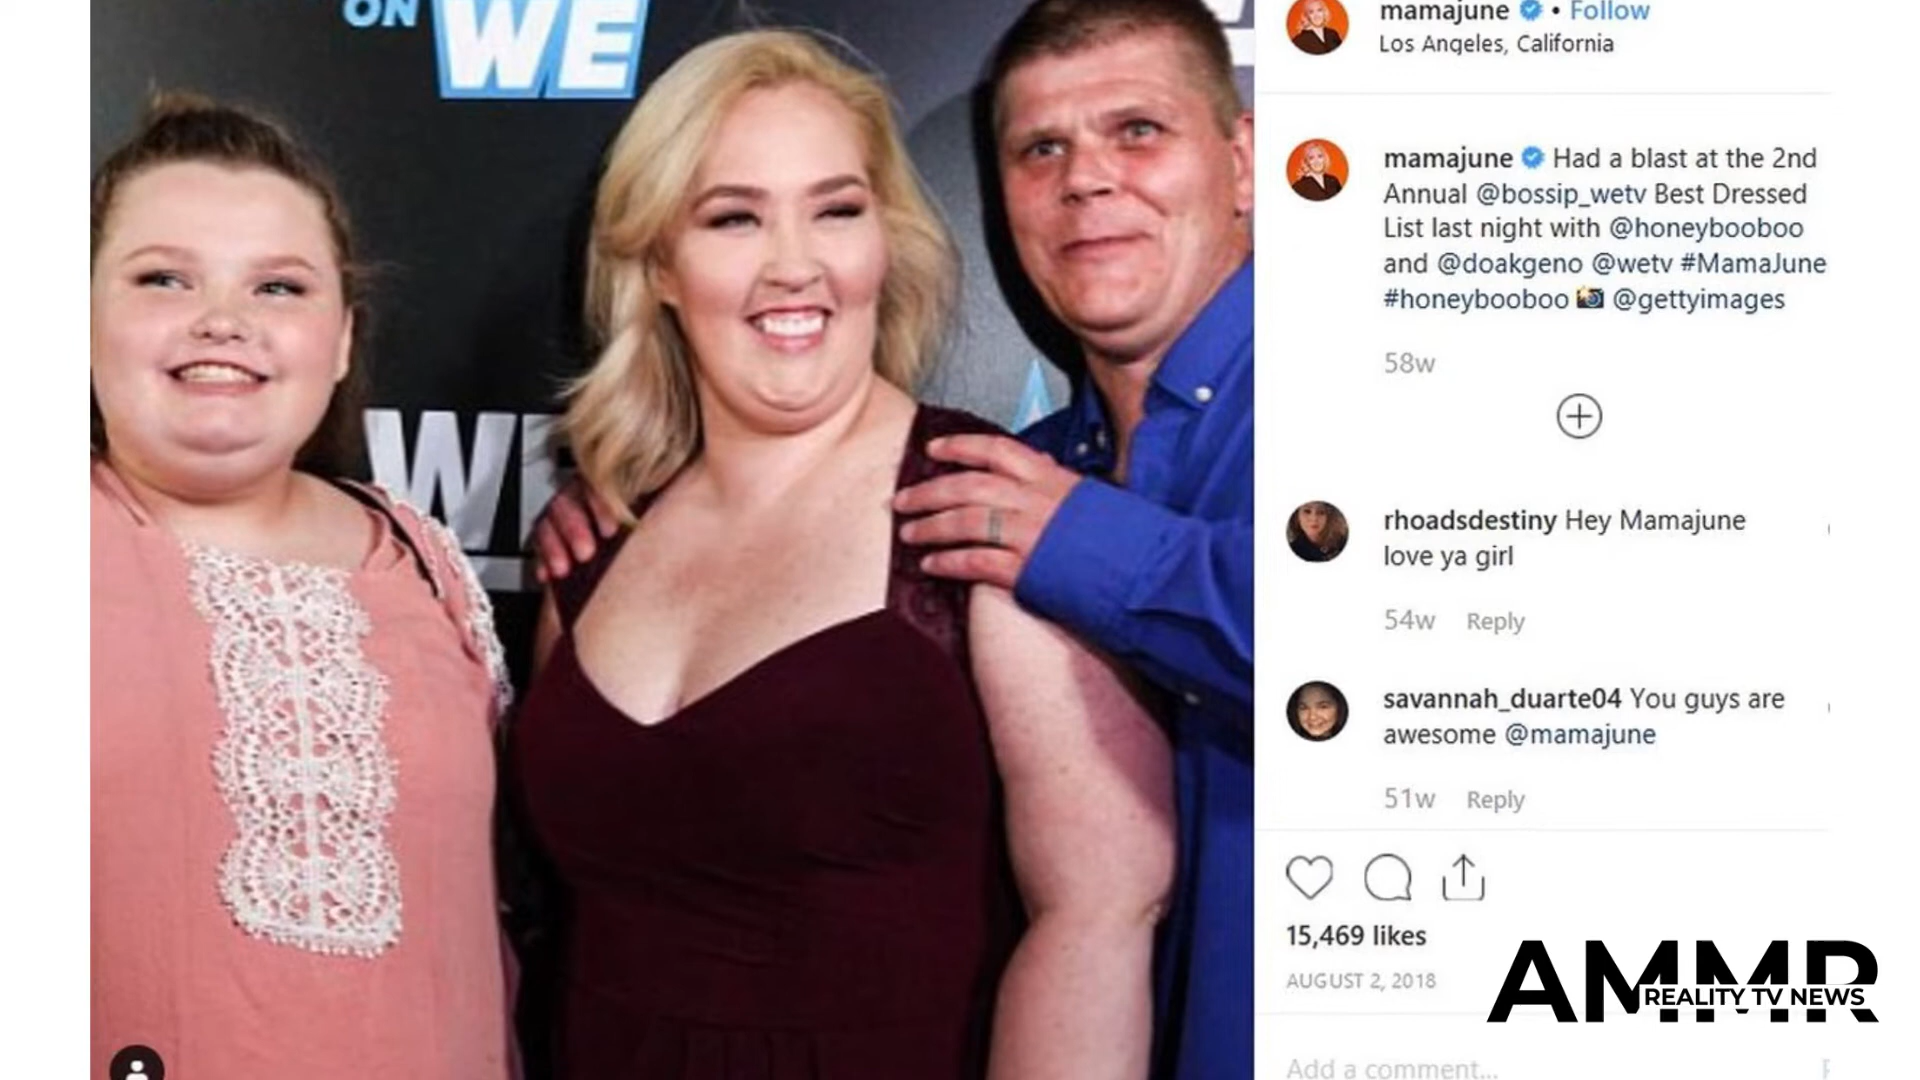 ON
WE
WE
mamajune • Follow
Los Angeles, California
mamajune Had a blast at the 2nd
Annual @bossip_wetv Best Dressed
List last night with @honeybooboo
and @doakgeno @wetv #MamaJune
#honeybooboo 📸 @gettyimages
58w
rhoadsdestiny Hey Mamajune
love ya girl
54w Reply
savannah_duarte04 You guys are
awesome @mamajune
51w Reply
15,469 likes
AUGUST 2, 2018
AMMR
REALITY TV NEWS
Add a comment...